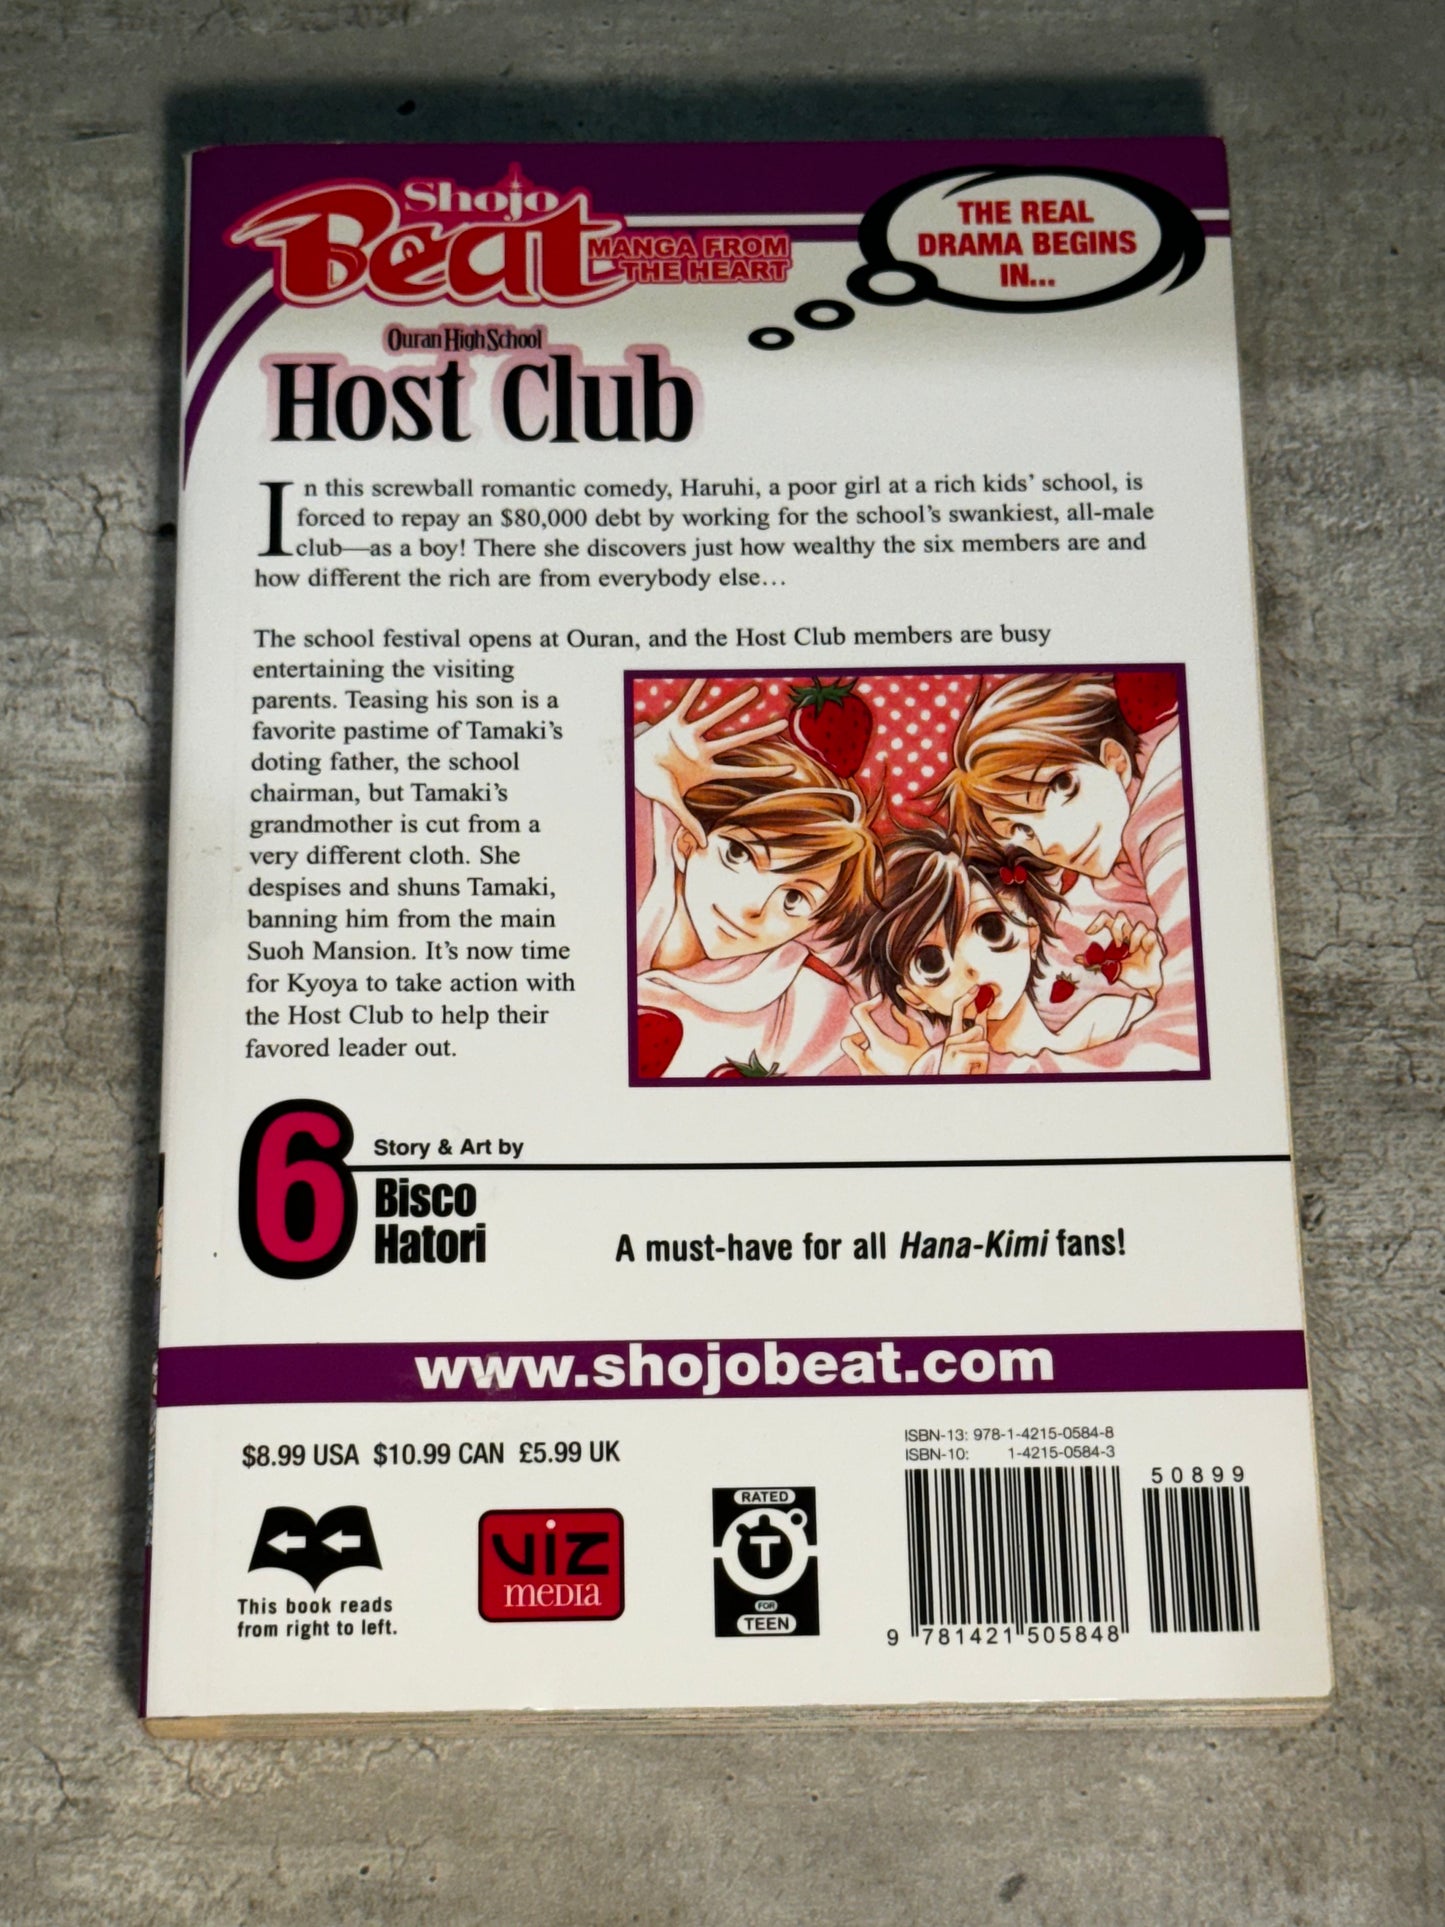 Shojo
Beat
MANGA FROM
THE HEART
THE REAL
DRAMA BEGINS
IN...
Ouran High School
Host Club
In this screwball romantic comedy, Haruhi, a poor girl at a rich kids' school, is
forced to repay an $80,000 debt by working for the school's swankiest, all-male
club—as a boy! There she discovers just how wealthy the six members are and
how different the rich are from everybody else...
The school festival opens at Ouran, and the Host Club members are busy
entertaining the visiting
parents. Teasing his son is a
favorite pastime of Tamaki's
doting father, the school
chairman, but Tamaki's
grandmother is cut from a
very different cloth. She
despises and shuns Tamaki,
banning him from the main
Suoh Mansion. It's now time
for Kyoya to take action with
the Host Club to help their
favored leader out.
6
Story & Art by
Bisco
Hatori
A must-have for all Hana-Kimi fans!
www.shojobeat.com
$8.99 USA $10.99 CAN £5.99 UK
This book reads
from right to left.
VIZ
MEDIA
RATED
T
FOR
TEEN
ISBN-13: 978-1-4215-0584-8
ISBN-10: 1-4215-0584-3
50899
9 781421 505848